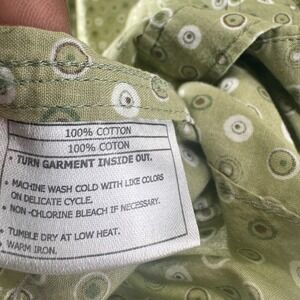 100% COTTON
100% COTON
• TURN GARMENT INSIDE OUT.
• MACHINE WASH COLD WITH LIKE COLORS
ON DELICATE CYCLE.
• NON-CHLORINE BLEACH IF NECESSARY.
• TUMBLE DRY AT LOW HEAT.
• WARM IRON.